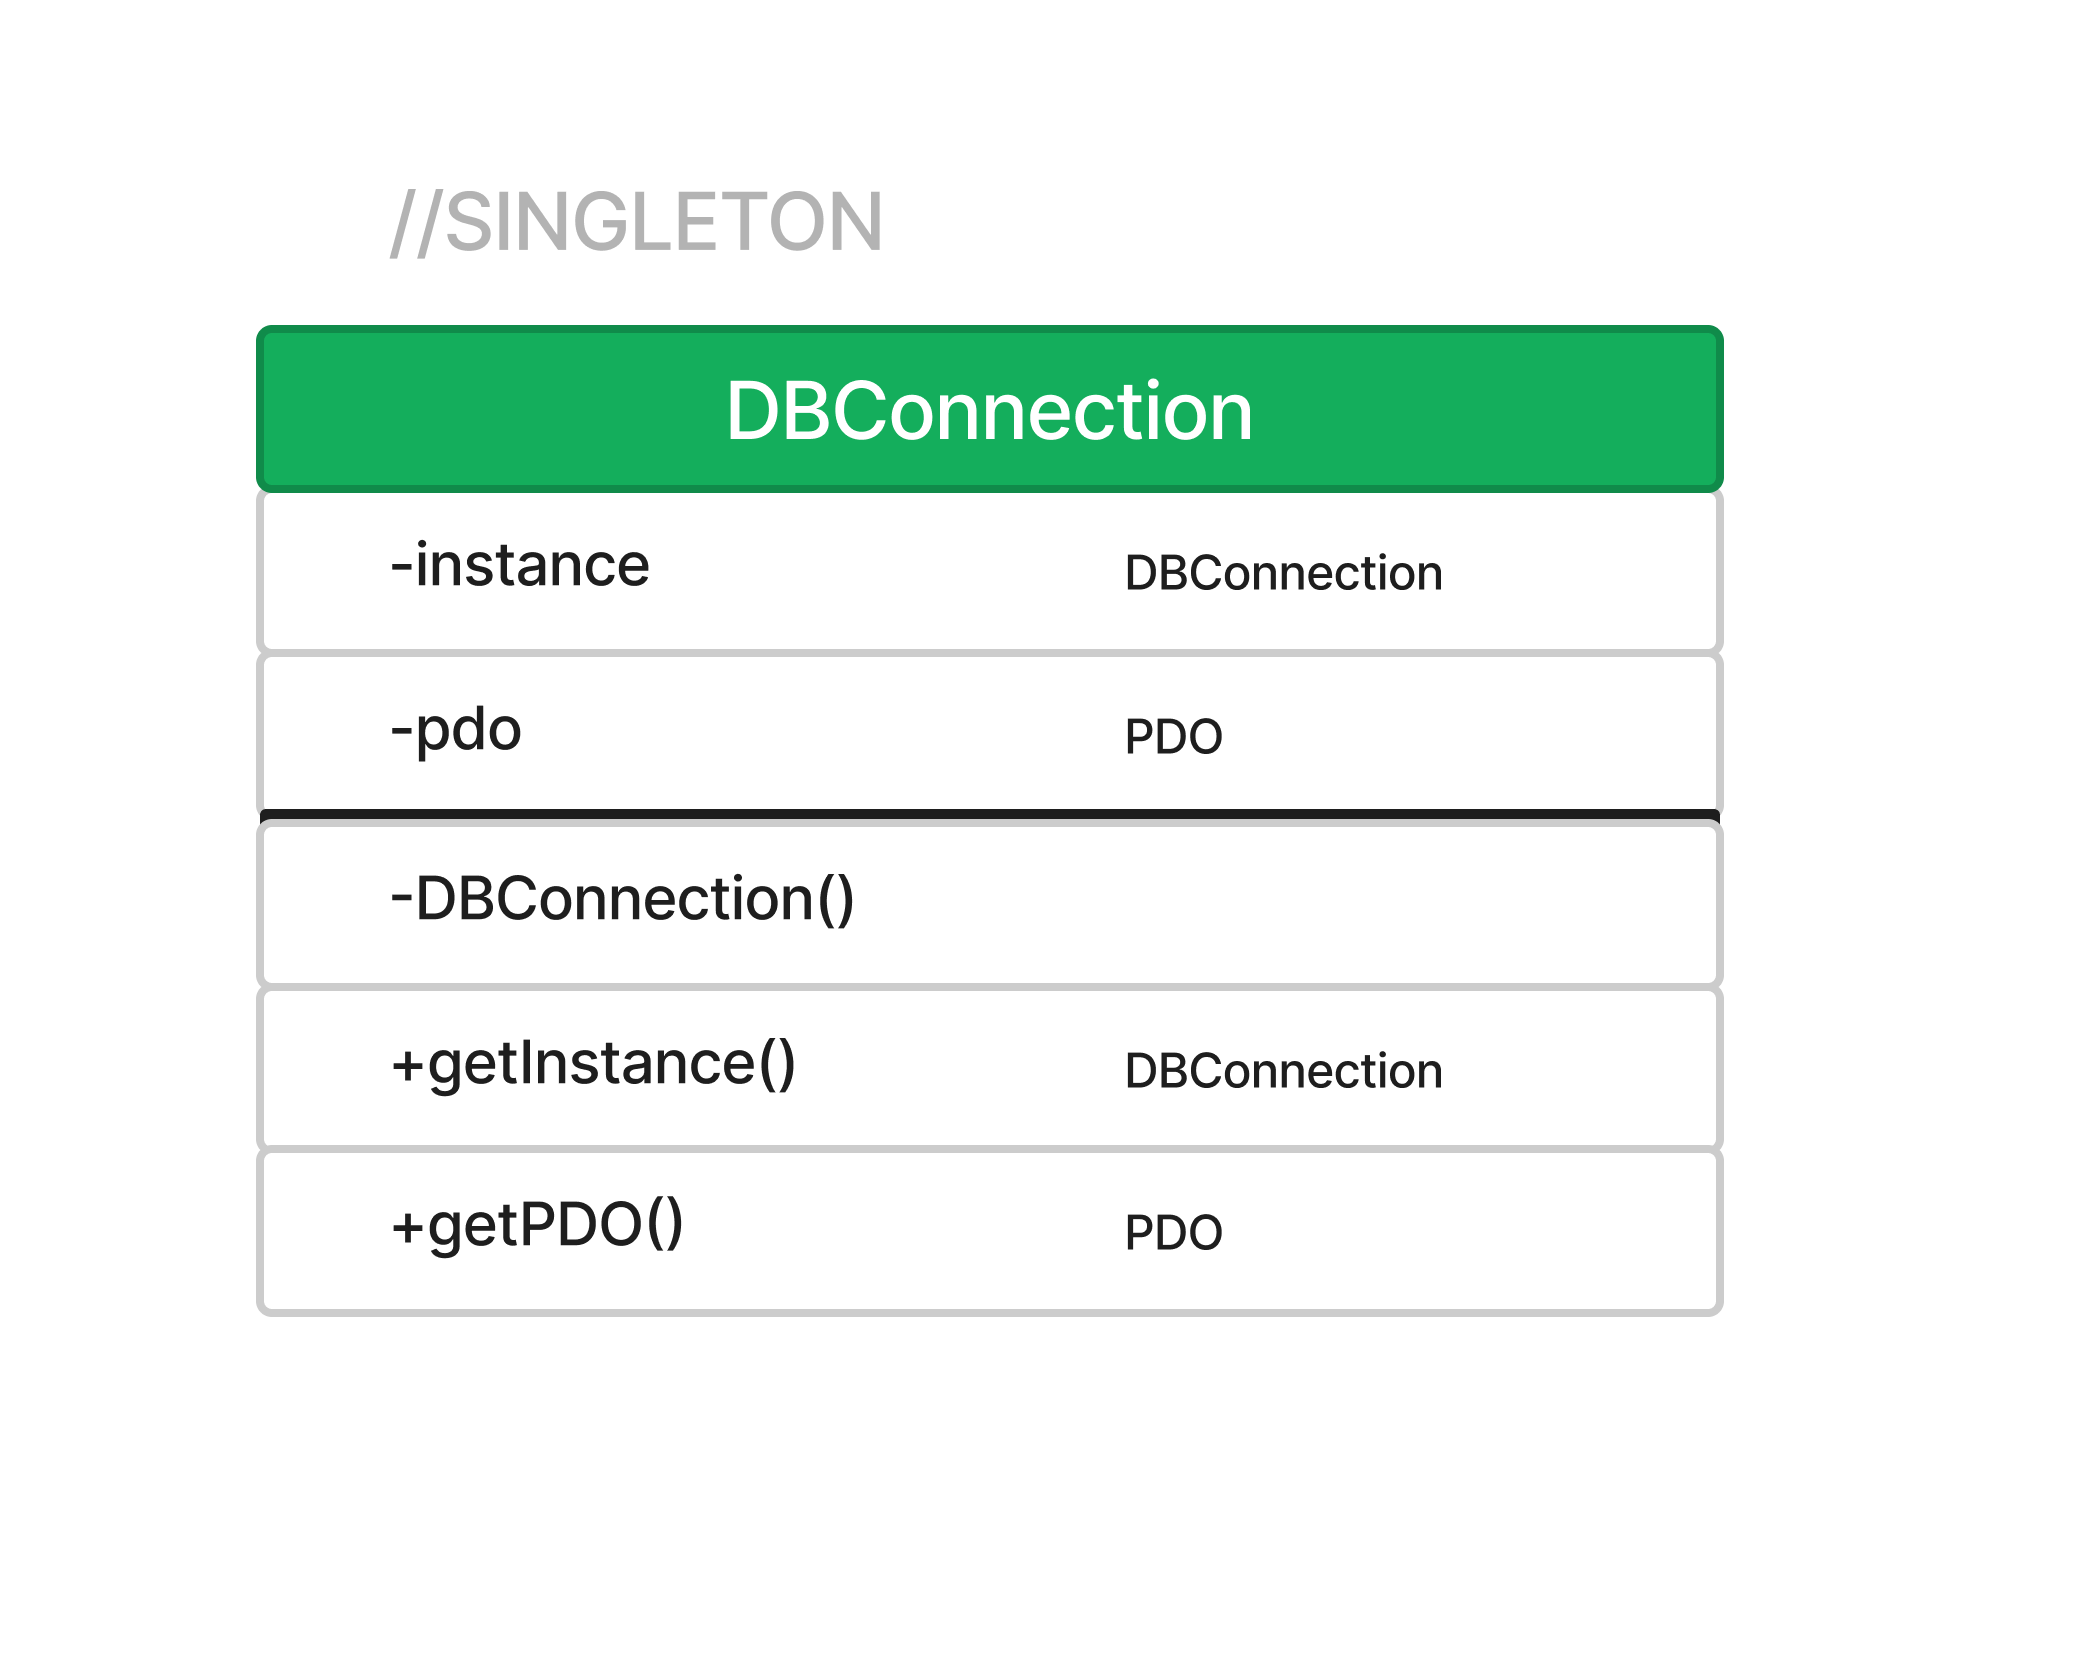 //SINGLETON
DBConnection
-instance DBConnection
-pdo PDO
-DBConnection()
+getInstance() DBConnection
+getPDO() PDO